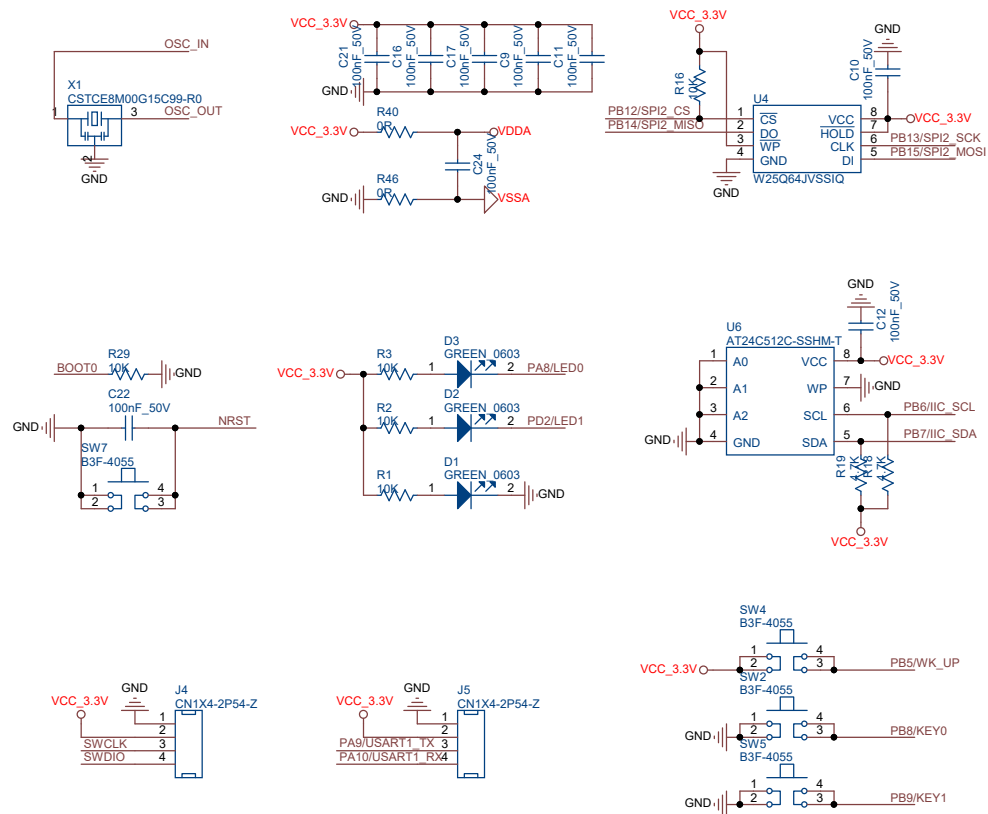 OSC_IN
X1
CSTCE8M00G15C99-R0
1
3
OSC_OUT
2
GND
VCC_3.3V
C21
100nF_50V
C16
100nF_50V
C17
100nF_50V
C9
100nF_50V
C11
100nF_50V
GND
R40
0R
VCC_3.3V
VDDA
C24
100nF_50V
R46
0R
GND
VSSA
VCC_3.3V
R16
10K
GND
C10
100nF_50V
U4
PB12/SPI2_CS
PB14/SPI2_MISO
1
2
3
4
CS
DO
WP
GND
VCC
HOLD
CLK
DI
8
7
6
5
VCC_3.3V
PB13/SPI2_SCK
PB15/SPI2_MOSI
GND
W25Q64JVSSIQ
R29
BOOT0
10K
GND
C22
100nF_50V
GND
NRST
SW7
B3F-4055
1
2
4
3
VCC_3.3V
R3
10K
D3
GREEN_0603
1
2
PA8/LED0
R2
10K
D2
GREEN_0603
1
2
PD2/LED1
R1
10K
D1
GREEN_0603
1
2
GND
GND
C12
100nF_50V
U6
AT24C512C-SSHM-T
1
2
3
4
A0
A1
A2
GND
VCC
WP
SCL
SDA
8
7
6
5
VCC_3.3V
GND
PB6/IIC_SCL
PB7/IIC_SDA
GND
R19
4.7K
R18
4.7K
VCC_3.3V
VCC_3.3V
GND
J4
CN1X4-2P54-Z
1
2
SWCLK
3
SWDIO
4
VCC_3.3V
GND
J5
CN1X4-2P54-Z
1
2
PA9/USART1_TX
3
PA10/USART1_RX
4
SW4
B3F-4055
VCC_3.3V
1
2
4
3
PB5/WK_UP
SW2
B3F-4055
GND
1
2
4
3
PB8/KEY0
SW5
B3F-4055
GND
1
2
4
3
PB9/KEY1